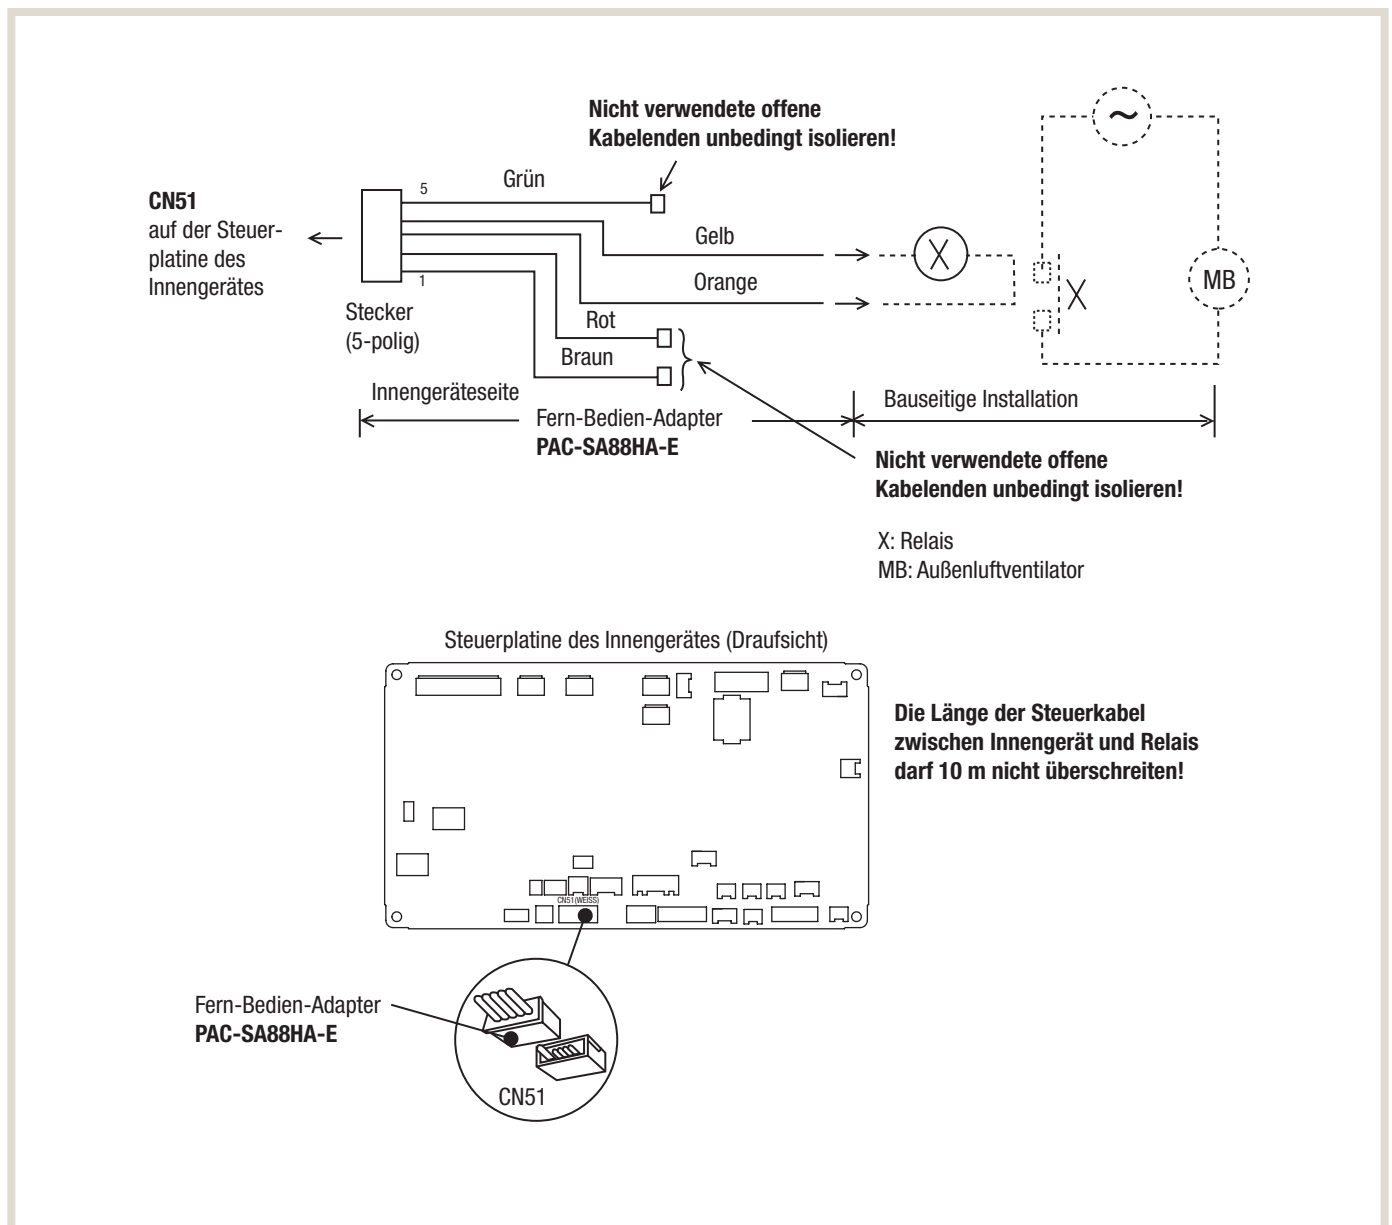 Nicht verwendete offene
Kabelenden unbedingt isolieren!
~
CN51
auf der Steuer-
platine des
Innengerätes
5
Grün
Gelb
X
Orange
X
MB
1
Stecker
(5-polig)
Rot
Braun
Innengeräteseite
Fern-Bedien-Adapter
PAC-SA88HA-E
Bauseitige Installation
Nicht verwendete offene
Kabelenden unbedingt isolieren!
X: Relais
MB: Außenluftventilator
Steuerplatine des Innengerätes (Draufsicht)
Die Länge der Steuerkabel
zwischen Innengerät und Relais
darf 10 m nicht überschreiten!
CN51(WEISS)
Fern-Bedien-Adapter
PAC-SA88HA-E
CN51